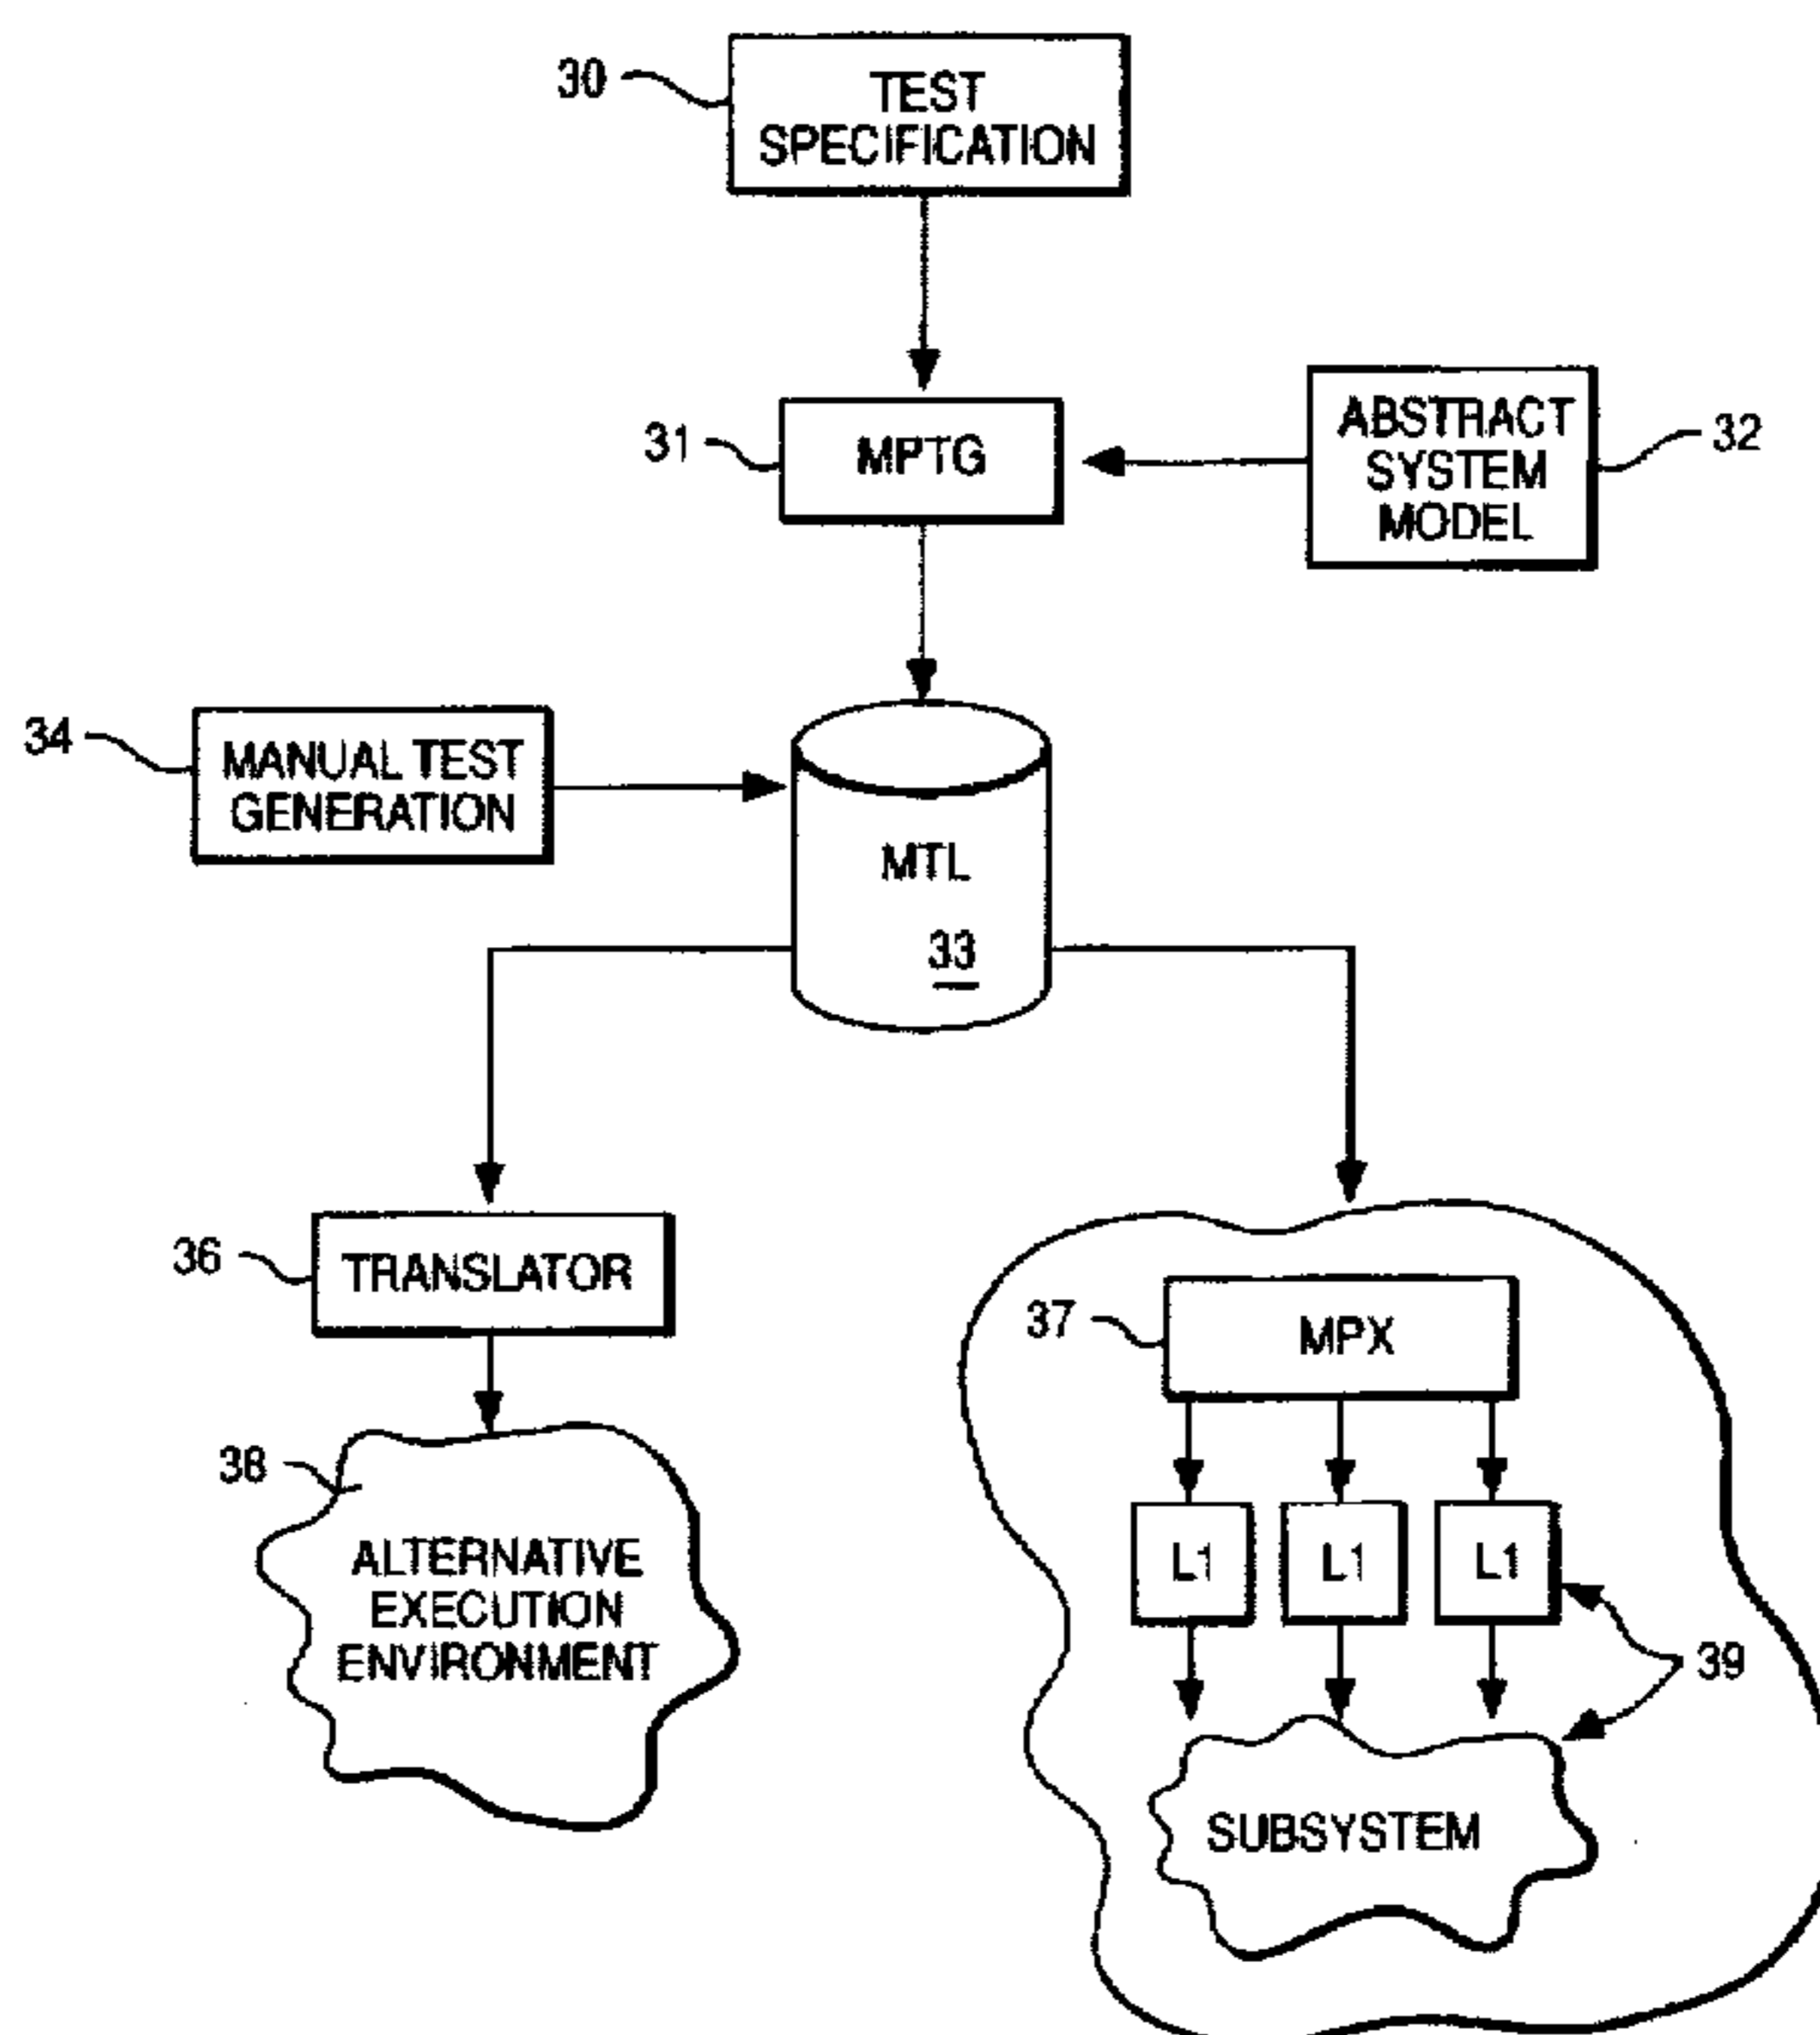 30
TEST
SPECIFICATION
31
MPTG
ABSTRACT
SYSTEM
MODEL
32
34
MANUAL TEST
GENERATION
MTL
33
36
TRANSLATOR
37
MPX
38
ALTERNATIVE
EXECUTION
ENVIRONMENT
L1
L1
L1
39
SUBSYSTEM